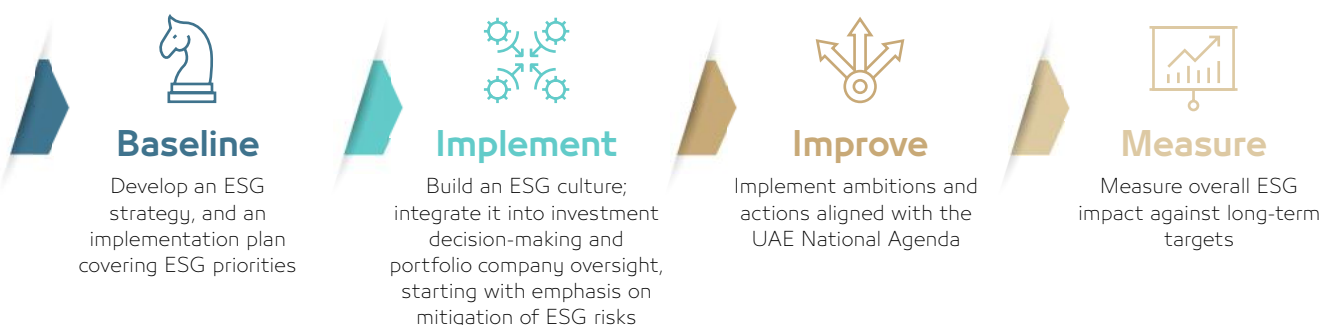 Baseline
Develop an ESG
strategy, and an
implementation plan
covering ESG priorities
Implement
Build an ESG culture;
integrate it into investment
decision-making and
portfolio company oversight,
starting with emphasis on
mitigation of ESG risks
Improve
Implement ambitions and
actions aligned with the
UAE National Agenda
Measure
Measure overall ESG
impact against long-term
targets